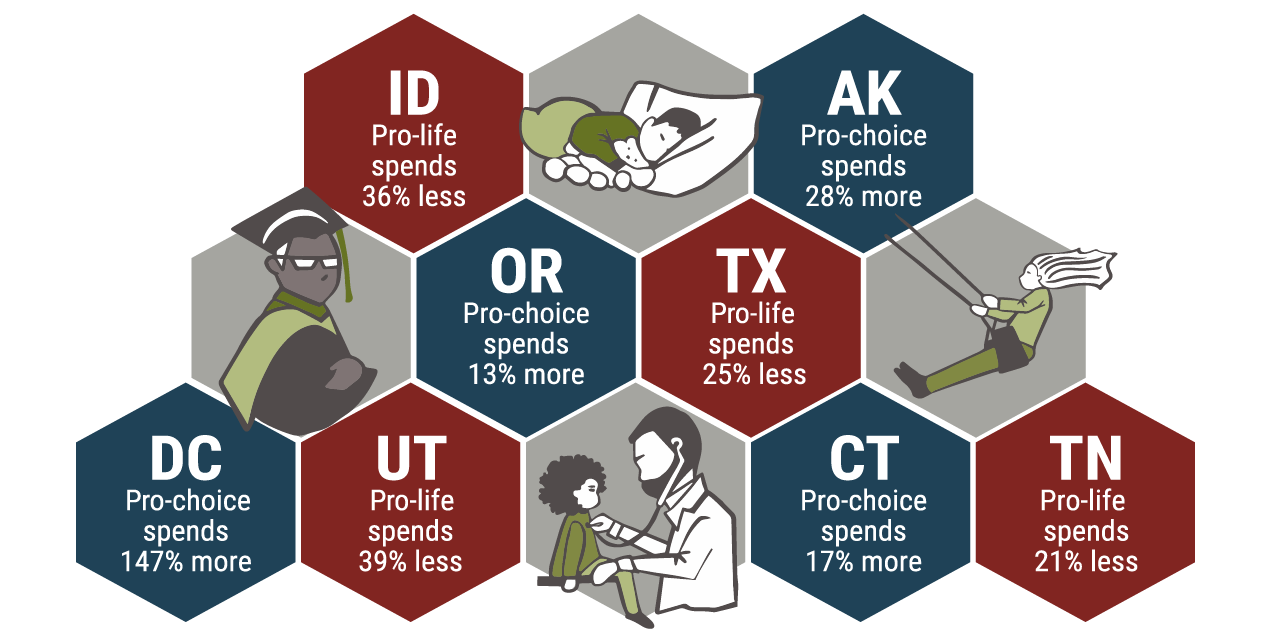 ID
Pro-life
spends
36% less
AK
Pro-choice
spends
28% more
OR
Pro-choice
spends
13% more
TX
Pro-life
spends
25% less
DC
Pro-choice
spends
147% more
UT
Pro-life
spends
39% less
CT
Pro-choice
spends
17% more
TN
Pro-life
spends
21% less